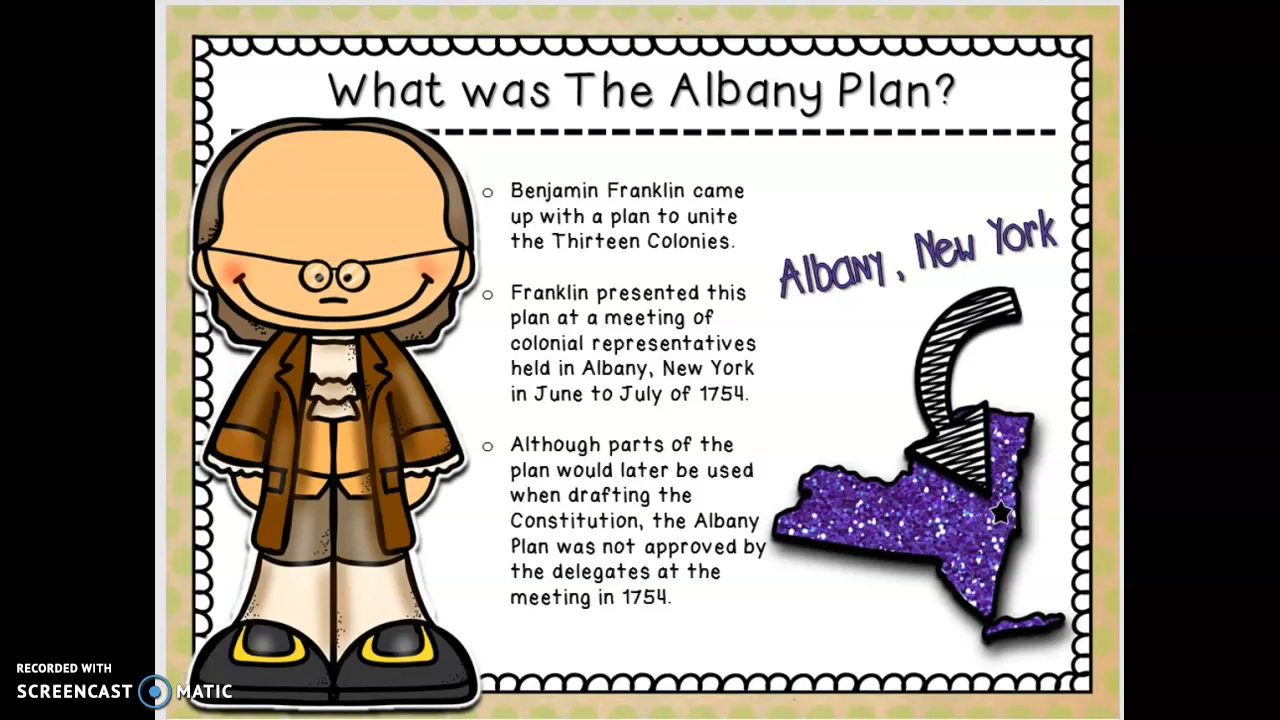 What was The Albany Plan?
o Benjamin Franklin came
up with a plan to unite
the Thirteen Colonies.
o Franklin presented this
plan at a meeting of
colonial representatives
held in Albany, New York
in June to July of 1754.
o Although parts of the
plan would later be used
when drafting the
Constitution, the Albany
Plan was not approved by
the delegates at the
meeting in 1754.
Albany, New York
RECORDED WITH
SCREENCAST MATIC